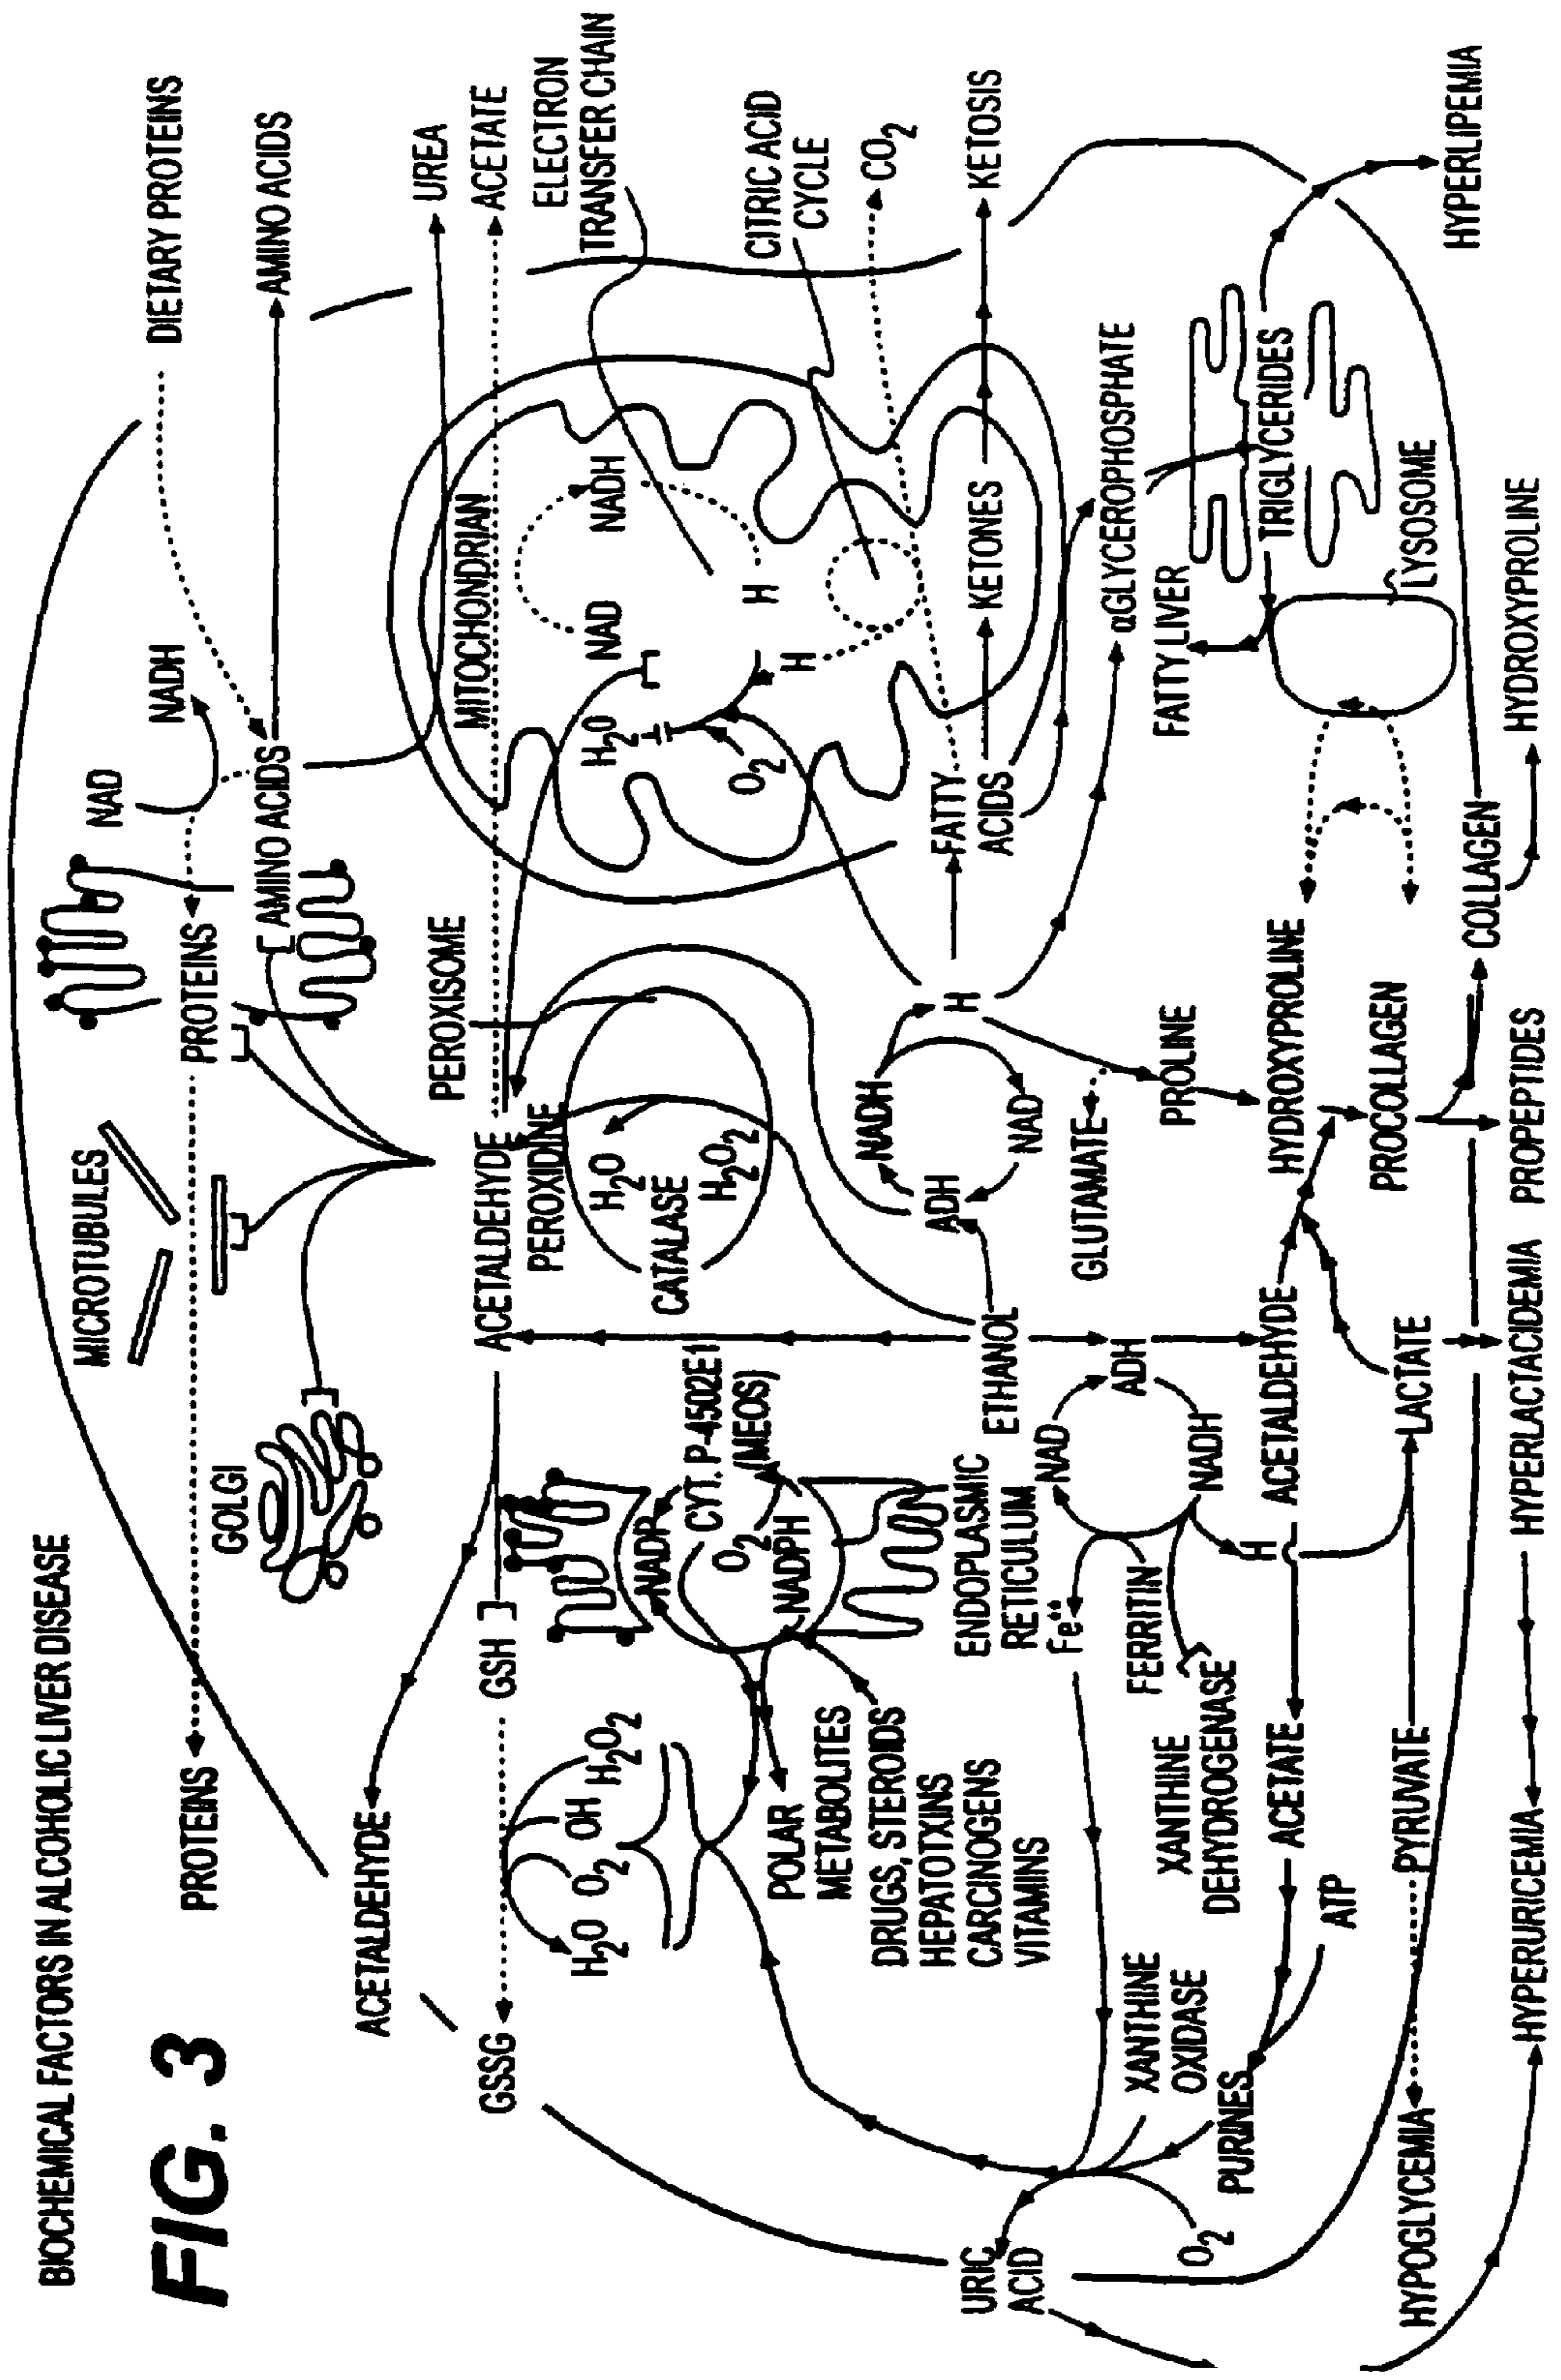 BIOCHEMICAL FACTORS IN ALCOHOLIC LIVER DISEASE
FIG. 3
MICROTUBULES
NAD
NADH
DIETARY PROTEINS
PROTEINS
PROTEINS
GOLGI
AMINO ACIDS
AMINO ACIDS
ACETALDEHYDE
UREA
PEROXISOME
MITOCHONDRIAN
ACETATE
GSSG
GSH
ACETALDEHYDE
PEROXIDINE
ELECTRON
TRANSFER CHAIN
H2O O2 OH H2O2
NADP
CYT. P-4502E1
(MEOS)
O2
NADPH
H2O
CATALASE
H2O2
H2O
NAD
NADH
O2
H
H
CITRIC ACID
CYCLE
CO2
POLAR
METABOLITES
DRUGS, STEROIDS
HEPATOTXINS
CARCINOGENS
VITAMINS
ENDOPLASMIC
RETICULUM
ETHANOL
ADH
NADH
NAD
H
FATTY
ACIDS
KETONES
KETOSIS
URIC
ACID
Fe++
NAD
ADH
NADH
GLUTAMATE
PROLINE
αGLYCEROPHOSPHATE
FERRITIN
XANTHINE
DEHYDROGENASE
XANTHINE
OXIDASE
FATTY LIVER
O2
PURINES
ACETATE
H
ACETALDEHYDE
HYDROXYPROLINE
TRIGLYCERIDES
ATP
PROCOLLAGEN
LYSOSOME
HYPOGLYCEMIA
PYRUVATE
LACTATE
COLLAGEN
HYPERLIPEMIA
HYPERURICEMIA
HYPERLACTACIDEMIA
PROPEPTIDES
HYDROXYPROLINE